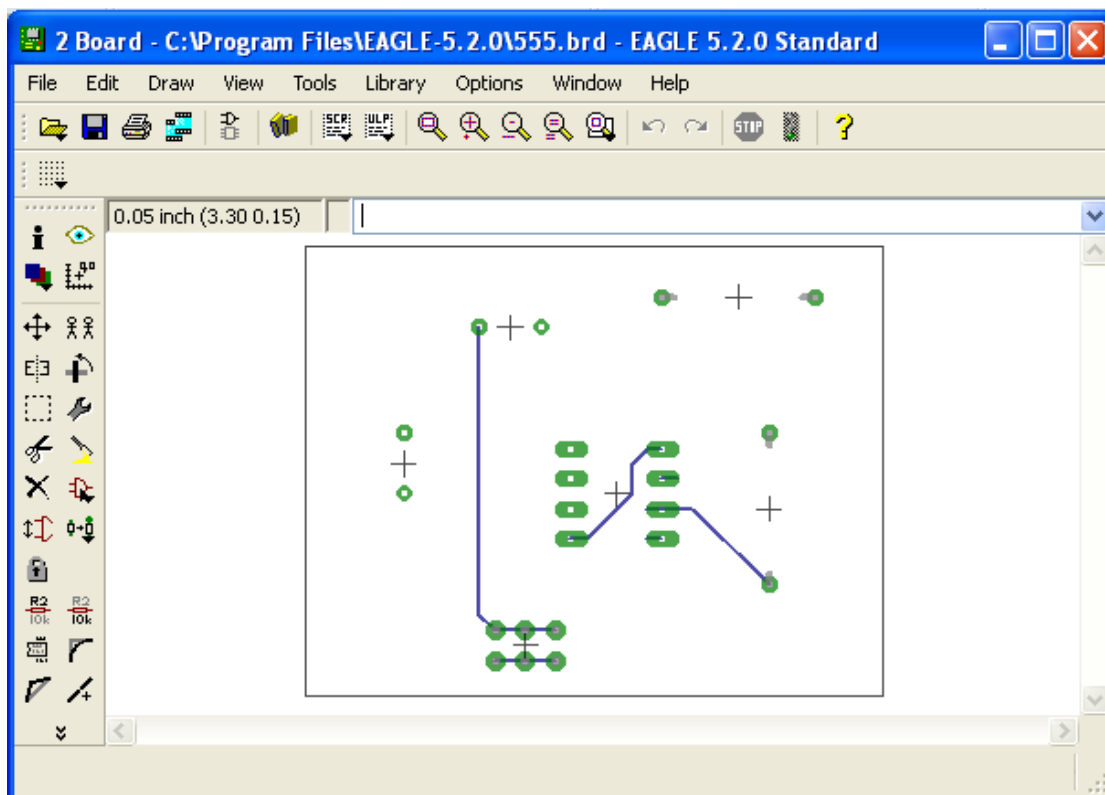 2 Board - C:\Program Files\EAGLE-5.2.0\555.brd - EAGLE 5.2.0 Standard
File Edit Draw View Tools Library Options Window Help
SCR ULP STOP ?
0.05 inch (3.30 0.15)
R2 R2
10k 10k